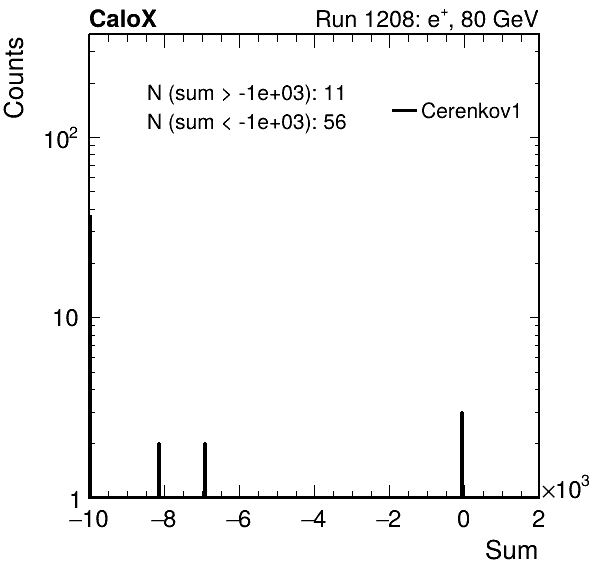 CaloX Run 1208: e⁺, 80 GeV
Counts
N (sum > -1e+03): 11
N (sum < -1e+03): 56
Cerenkov1
10²
10
1
−10 −8 −6 −4 −2 0 2
×10³
Sum